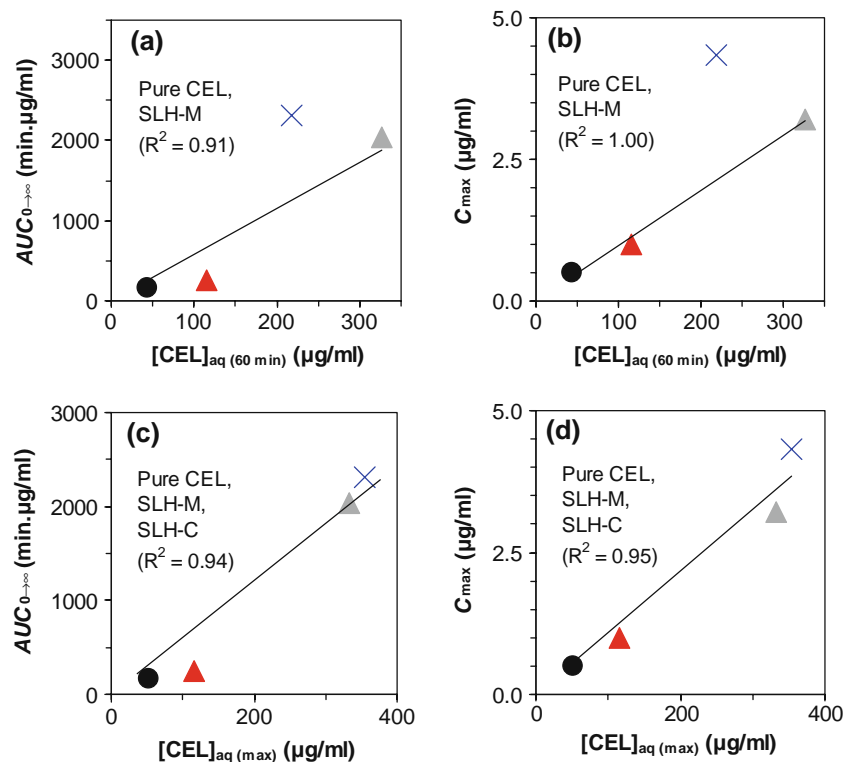 (a)
3000
2000
1000
0
AUC0→∞ (min.µg/ml)
Pure CEL,
SLH-M
(R² = 0.91)
0 100 200 300
[CEL]aq (60 min) (µg/ml)
(b)
5.0
2.5
0.0
Cmax (µg/ml)
Pure CEL,
SLH-M
(R² = 1.00)
0 100 200 300
[CEL]aq (60 min) (µg/ml)
(c)
3000
2000
1000
0
AUC0→∞ (min.µg/ml)
Pure CEL,
SLH-M,
SLH-C
(R² = 0.94)
0 200 400
[CEL]aq (max) (µg/ml)
(d)
5.0
2.5
0.0
Cmax (µg/ml)
Pure CEL,
SLH-M,
SLH-C
(R² = 0.95)
0 200 400
[CEL]aq (max) (µg/ml)